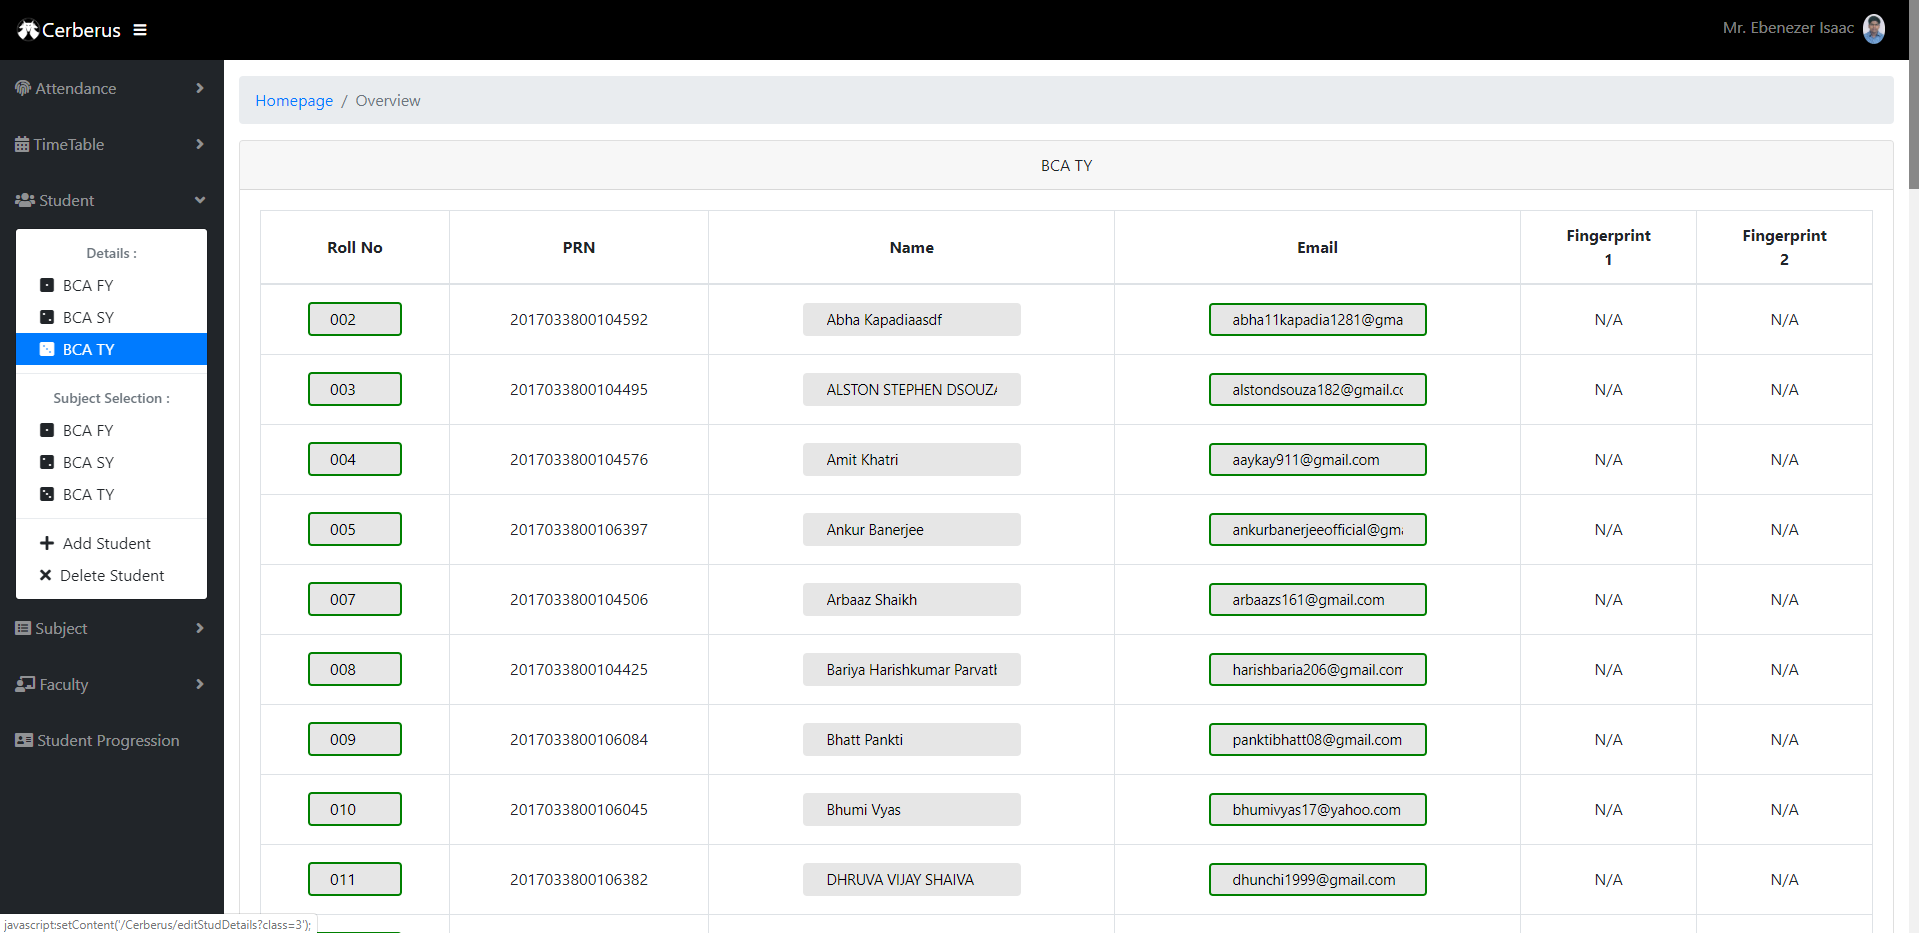 Cerberus
Mr. Ebenezer Isaac
Attendance
TimeTable
Student
Details :
BCA FY
BCA SY
BCA TY
Subject Selection :
BCA FY
BCA SY
BCA TY
Add Student
Delete Student
Subject
Faculty
Student Progression
Homepage / Overview
BCA TY
Roll No PRN Name Email Fingerprint 1 Fingerprint 2
002 2017033800104592 Abha Kapadiaasdf abha11kapadia1281@gma N/A N/A
003 2017033800104495 ALSTON STEPHEN DSOUZA alstondsouza182@gmail.co N/A N/A
004 2017033800104576 Amit Khatri aaykay911@gmail.com N/A N/A
005 2017033800106397 Ankur Banerjee ankurbanerjeeofficial@gma N/A N/A
007 2017033800104506 Arbaaz Shaikh arbaazs161@gmail.com N/A N/A
008 2017033800104425 Bariya Harishkumar Parvatb harishbaria206@gmail.com N/A N/A
009 2017033800106084 Bhatt Pankti panktibhatt08@gmail.com N/A N/A
010 2017033800106045 Bhumi Vyas bhumivyas17@yahoo.com N/A N/A
011 2017033800106382 DHRUVA VIJAY SHAIVA dhunchi1999@gmail.com N/A N/A
javascript:setContent('/Cerberus/editStudDetails?class=3');